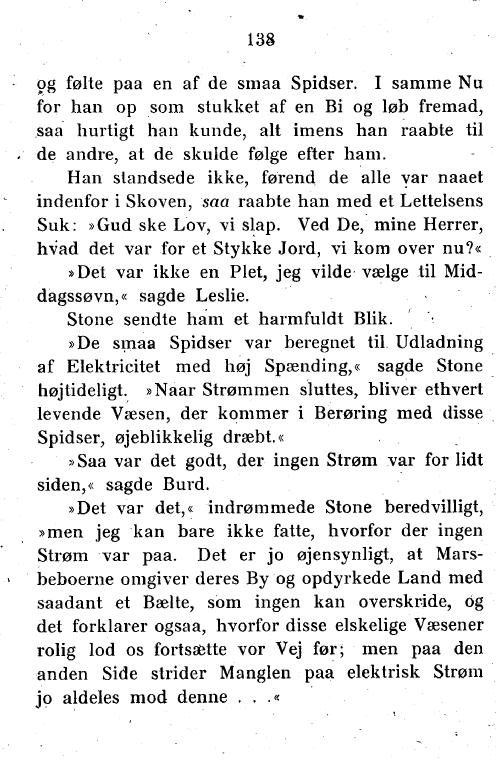 138
og følte paa en af de smaa Spidser. I samme Nu
for han op som stukket af en Bi og løb fremad,
saa hurtigt han kunde, alt imens han raabte til
de andre, at de skulde følge efter ham.
Han standsede ikke, førend de alle var naaet
indenfor i Skoven, saa raabte han med et Lettelsens
Suk: »Gud ske Lov, vi slap. Ved De, mine Herrer,
hvad det var for et Stykke Jord, vi kom over nu?«
»Det var ikke en Plet, jeg vilde vælge til Mid-
dagssøvn,« sagde Leslie.
Stone sendte ham et harmfuldt Blik.
»De smaa Spidser var beregnet til Udladning
af Elektricitet med høj Spænding,« sagde Stone
højtideligt. »Naar Strømmen sluttes, bliver ethvert
levende Væsen, der kommer i Berøring med disse
Spidser, øjeblikkelig dræbt.«
»Saa var det godt, der ingen Strøm var for lidt
siden,« sagde Burd.
»Det var det,« indrømmede Stone beredvilligt,
»men jeg kan bare ikke fatte, hvorfor der ingen
Strøm var paa. Det er jo øjensynligt, at Mars-
beboerne omgiver deres By og opdyrkede Land med
saadant et Bælte, som ingen kan overskride, og
det forklarer ogsaa, hvorfor disse elskelige Væsener
rolig lod os fortsætte vor Vej før; men paa den
anden Side strider Manglen paa elektrisk Strøm
jo aldeles mod denne . . .«